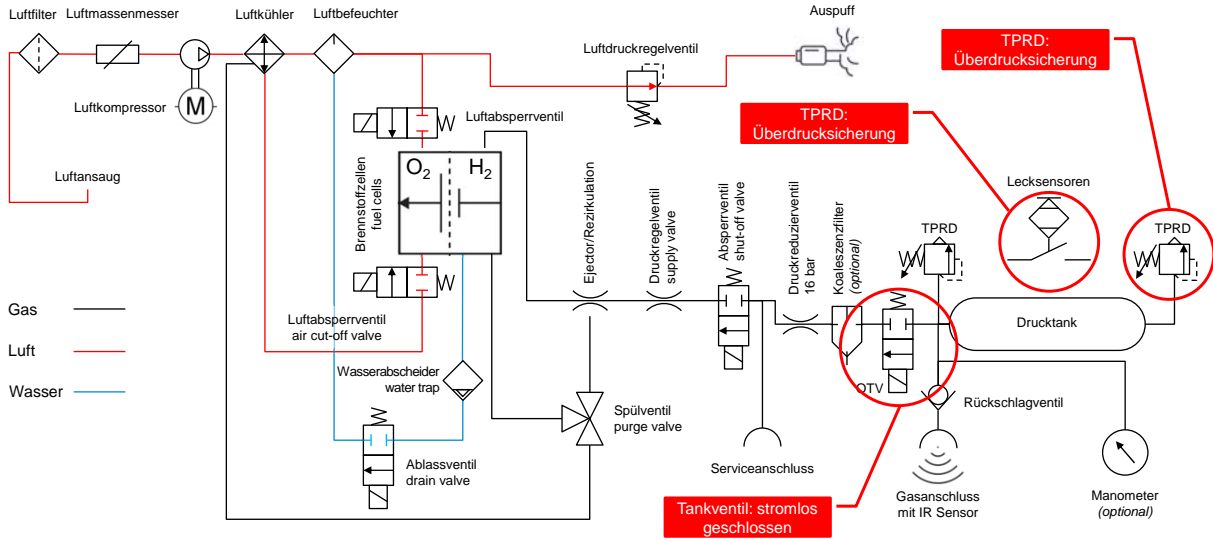 Luftfilter
Luftmassenmesser
Luftkühler
Luftbefeuchter
Auspuff
Luftdruckregelventil
TPRD:
Überdrucksicherung
TPRD:
Überdrucksicherung
Luftkompressor
M
Luftabsperrventil
Luftansaug
O2
H2
Brennstoffzellen
fuel cells
Lecksensoren
TPRD
TPRD
Ejector/Rezirkulation
Druckregelventil
supply valve
Absperrventil
shut-off valve
Druckreduzierventil
16 bar
Koaleszenzfilter
(optional)
Drucktank
Gas
Luft
Wasser
Luftabsperrventil
air cut-off valve
Wasserabscheider
water trap
OTV
Rückschlagventil
Spülventil
purge valve
Ablassventil
drain valve
Serviceanschluss
Tankventil: stromlos
geschlossen
Gasanschluss
mit IR Sensor
Manometer
(optional)